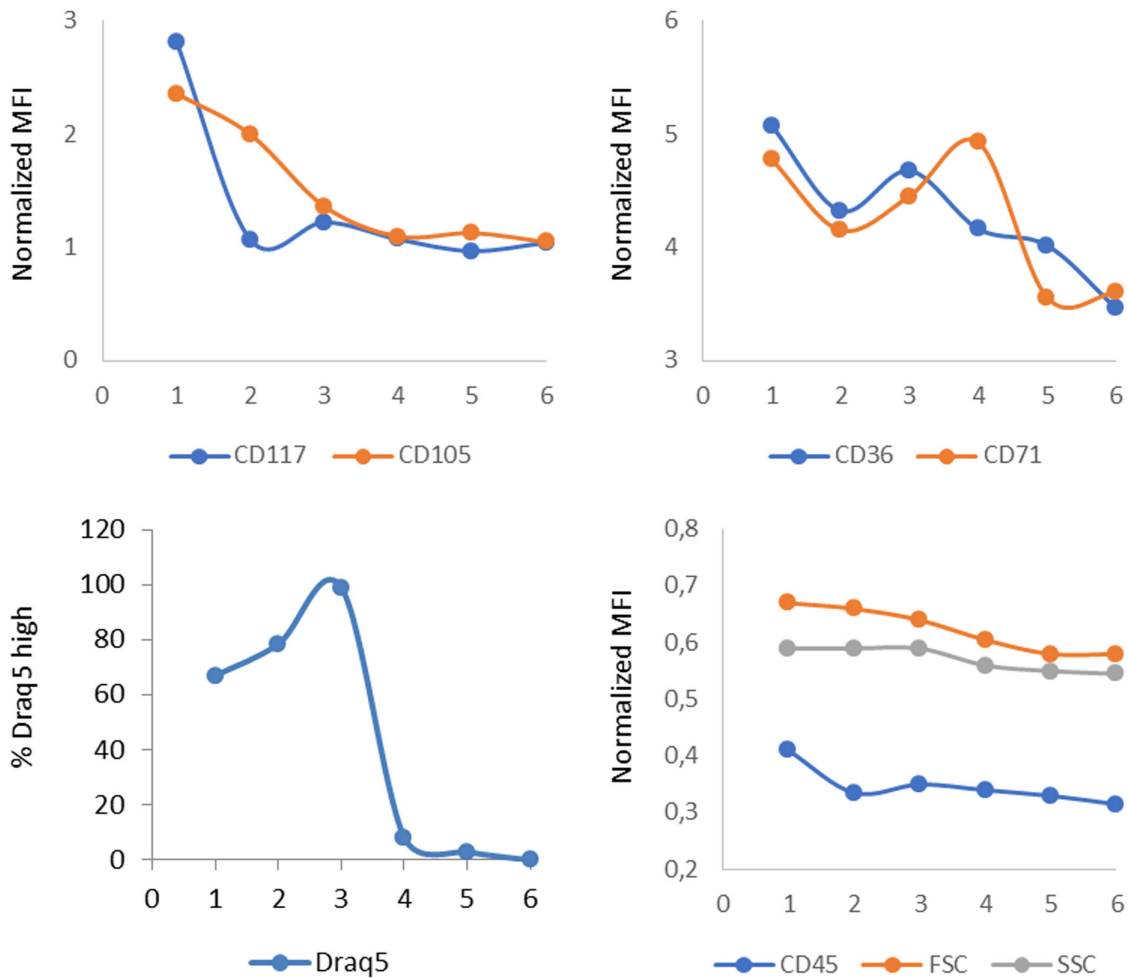 Normalized MFI
3
2
1
0
0 1 2 3 4 5 6
CD117 CD105
Normalized MFI
6
5
4
3
0 1 2 3 4 5 6
CD36 CD71
% Draq5 high
120
100
80
60
40
20
0
0 1 2 3 4 5 6
Draq5
Normalized MFI
0,8
0,7
0,6
0,5
0,4
0,3
0,2
0 1 2 3 4 5 6
CD45 FSC SSC